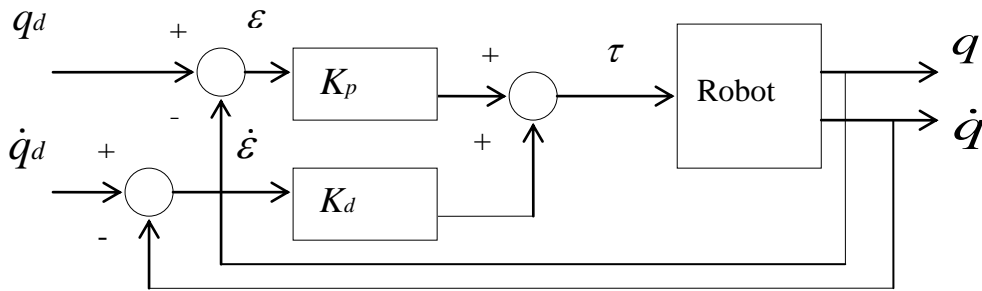 q_d + ε K_p + τ Robot q
- ε̇ + q̇
q̇_d + K_d
-